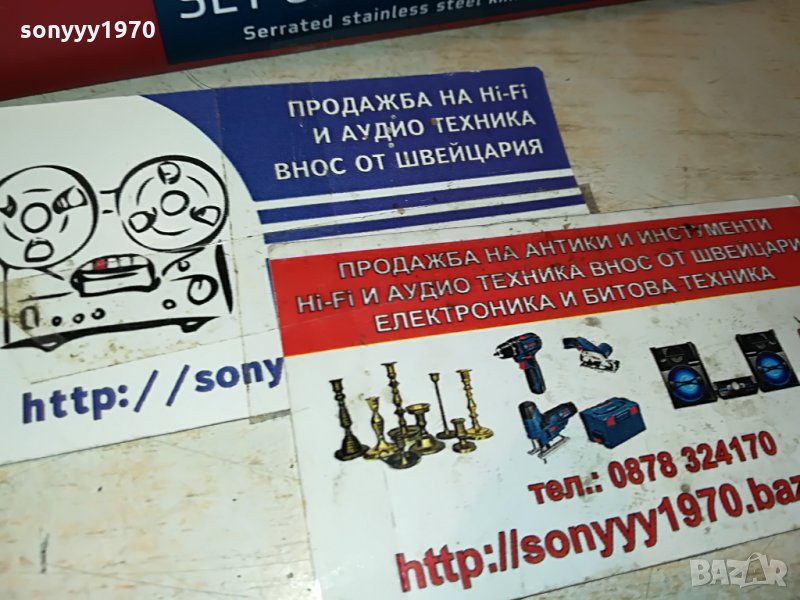 sonyyy1970
Serrated stainless steel
ПРОДАЖБА НА Hi-Fi
И АУДИО ТЕХНИКА
ВНОС ОТ ШВЕЙЦАРИЯ
http://sony
ПРОДАЖБА НА АНТИКИ И ИНСТУМЕНТИ
Hi-Fi И АУДИО ТЕХНИКА ВНОС ОТ ШВЕЙЦАРИ
ЕЛЕКТРОНИКА И БИТОВА ТЕХНИКА
тел.: 0878 324170
http://sonyyy1970.baz
BAZAR